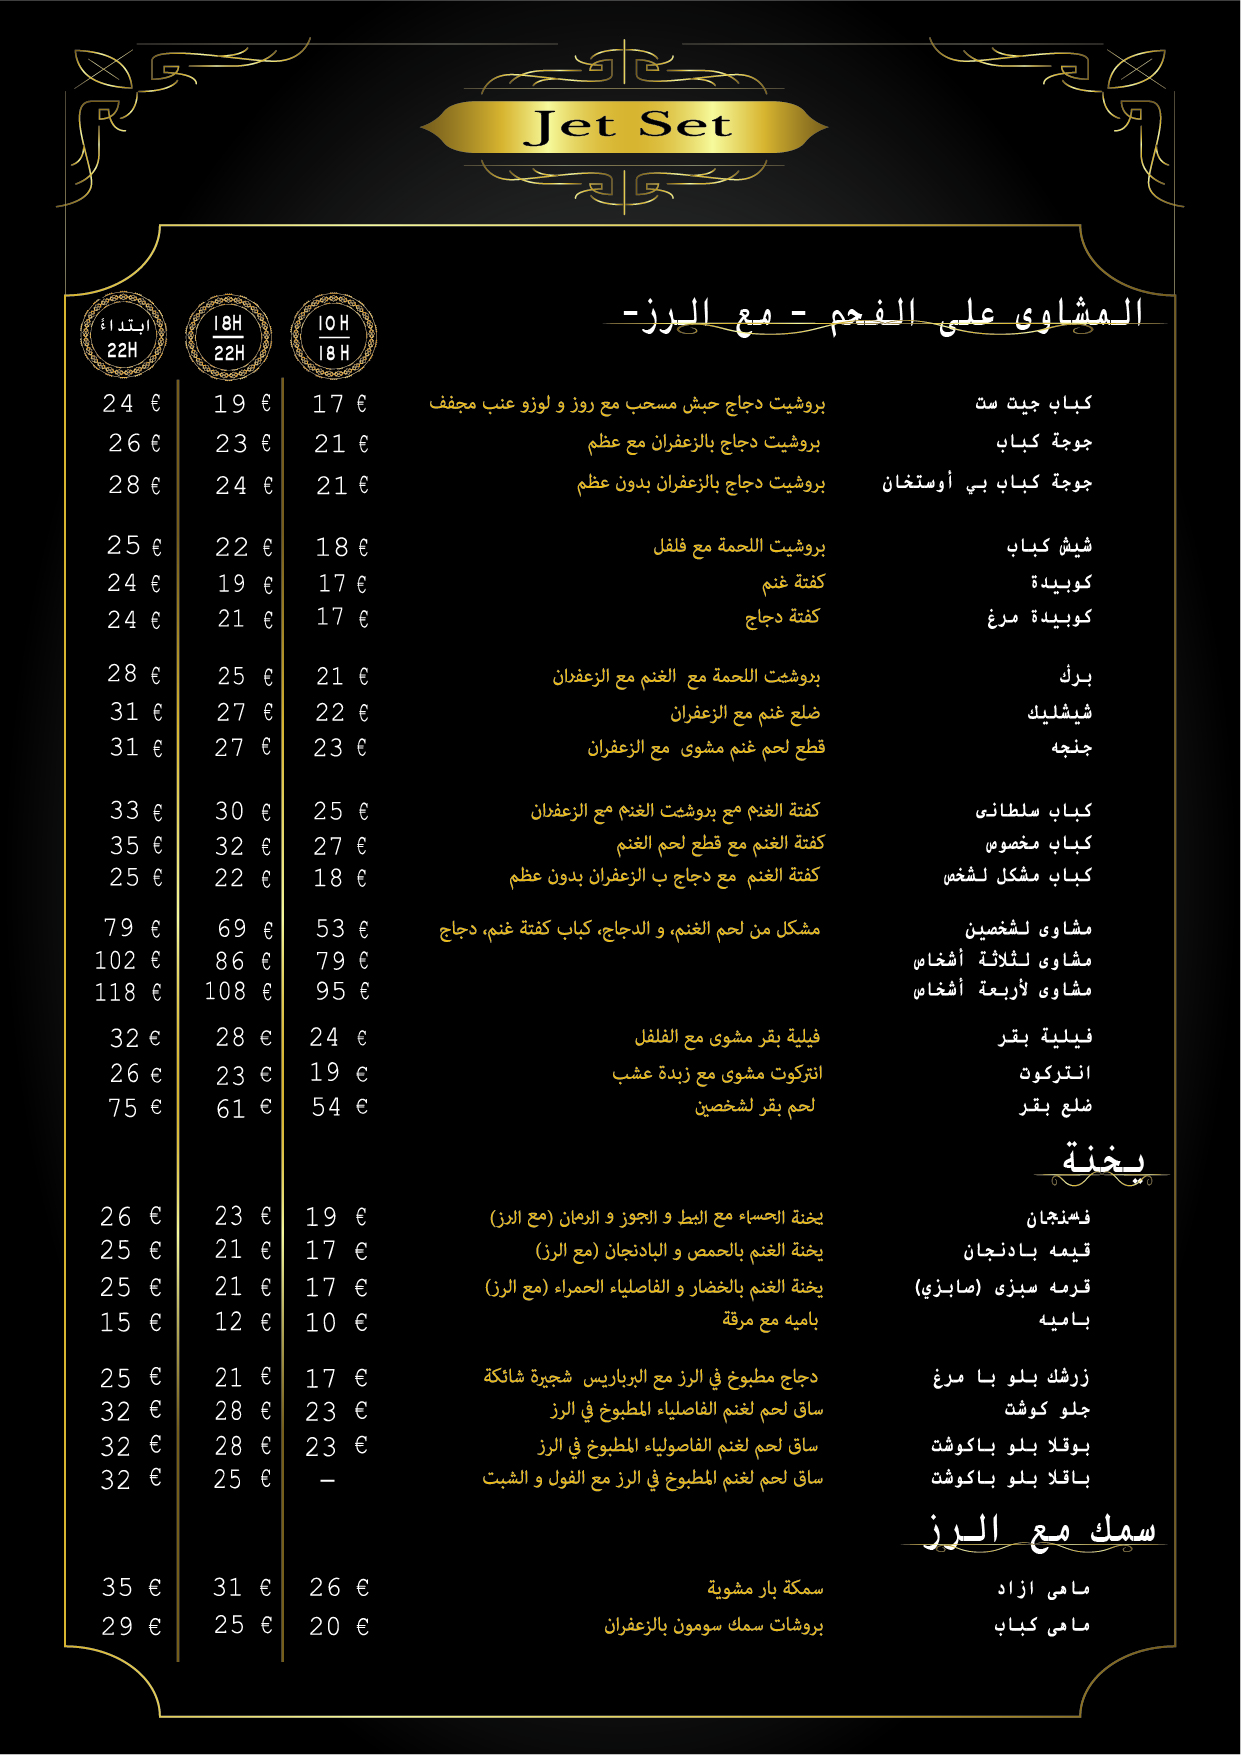 Jet Set
المشاوى على الفحم - مع الرز-
10H 18H
18H 22H
ابتداءً 22H
كباب جيت ست بروشيت دجاج حبش مسحب مع روز و لوزو عنب مجفف 17 € 19 € 24 €
جوجة كباب بروشيت دجاج بالزعفران مع عظم 21 € 23 € 26 €
جوجة كباب بي أوستخان بروشيت دجاج بالزعفران بدون عظم 21 € 24 € 28 €
شيش كباب بروشيت اللحمة مع فلفل 18 € 22 € 25 €
كوبيدة كفتة غنم 17 € 19 € 24 €
كوبيدة مرغ كفتة دجاج 17 € 21 € 24 €
برك بروشيت اللحمة مع الغنم مع الزعفران 21 € 25 € 28 €
شيشليك ضلع غنم مع الزعفران 22 € 27 € 31 €
جنجه قطع لحم غنم مشوى مع الزعفران 23 € 27 € 31 €
كباب سلطانى كفتة الغنم مع بروشيت الغنم مع الزعفران 25 € 30 € 33 €
كباب مخصوص كفتة الغنم مع قطع لحم الغنم 27 € 32 € 35 €
كباب مشكل لشخص كفتة الغنم مع دجاج ب الزعفران بدون عظم 18 € 22 € 25 €
مشاوى لشخصين مشكل من لحم الغنم، و الدجاج، كباب كفتة غنم، دجاج 53 € 69 € 79 €
مشاوى لثلاثة أشخاص 79 € 86 € 102 €
مشاوى لأربعة أشخاص 95 € 108 € 118 €
فيلية بقر فيلية بقر مشوى مع الفلفل 24 € 28 € 32 €
انتركوت انتركوت مشوى مع زبدة عشب 19 € 23 € 26 €
ضلع بقر لحم بقر لشخصين 54 € 61 € 75 €
يخنة
فسنجان يخنة الحساء مع البط و الجوز و الرمان (مع الرز) 19 € 23 € 26 €
قيمه بادنجان يخنة الغنم بالحمص و البادنجان (مع الرز) 17 € 21 € 25 €
قرمه سبزى (صابزي) يخنة الغنم بالخضار و الفاصلياء الحمراء (مع الرز) 17 € 21 € 25 €
باميه باميه مع مرقة 10 € 12 € 15 €
زرشك بلو با مرغ دجاج مطبوخ في الرز مع البرباريس شجيرة شائكة 17 € 21 € 25 €
جلو كوشت ساق لحم لغنم الفاصلياء المطبوخ في الرز 23 € 28 € 32 €
بوقلا بلو باكوشت ساق لحم لغنم الفاصولياء المطبوخ في الرز 23 € 28 € 32 €
باقلا بلو باكوشت ساق لحم لغنم المطبوخ في الرز مع الفول و الشبت – 25 € 32 €
سمك مع الرز
ماهى ازاد سمكة بار مشوية 26 € 31 € 35 €
ماهى كباب بروشات سمك سومون بالزعفران 20 € 25 € 29 €